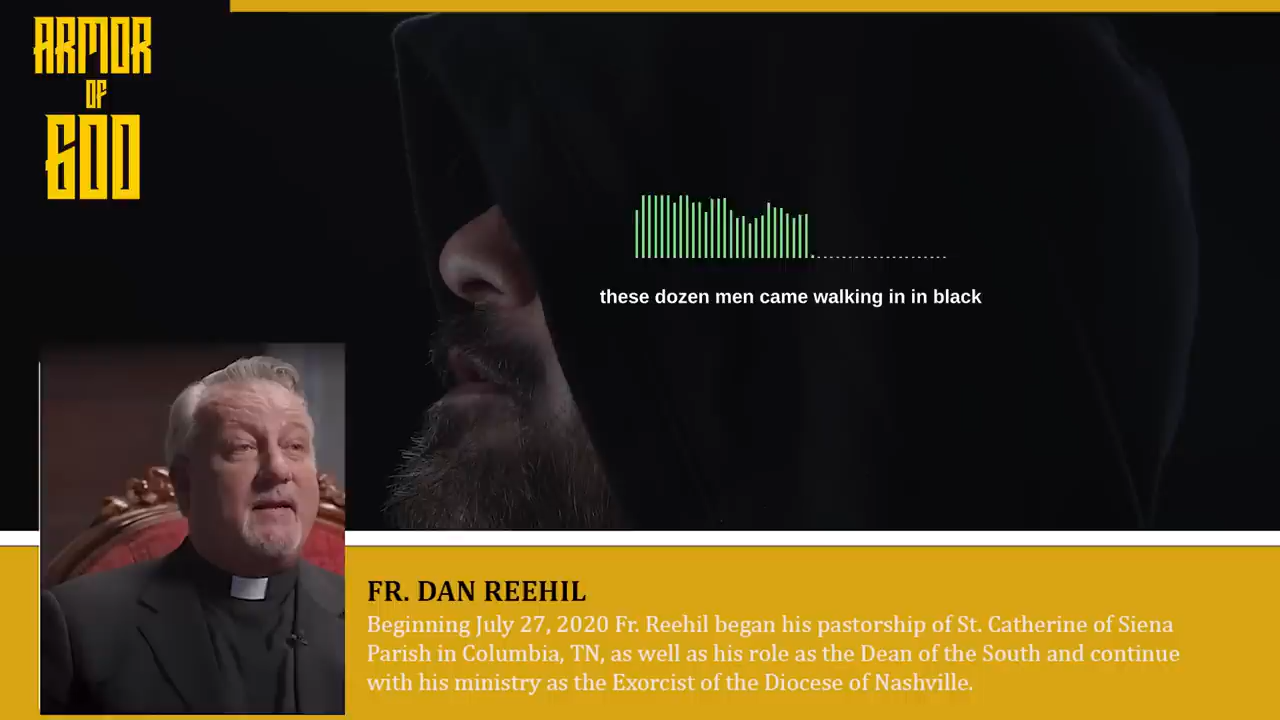 ARMOR
OF
GOD
these dozen men came walking in in black
FR. DAN REEHIL
Beginning July 27, 2020 Fr. Reehil began his pastorship of St. Catherine of Siena
Parish in Columbia, TN, as well as his role as the Dean of the South and continue
with his ministry as the Exorcist of the Diocese of Nashville.